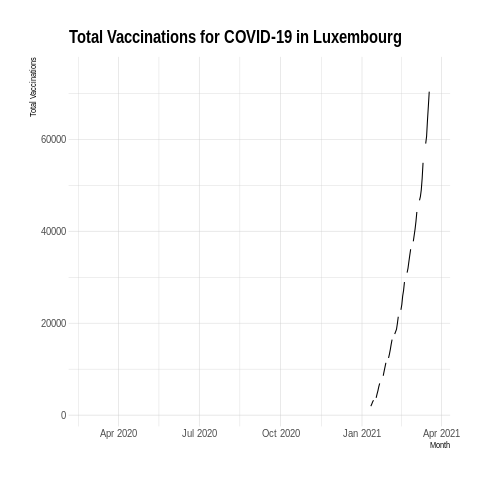 Total Vaccinations for COVID-19 in Luxembourg
Total Vaccinations
60000
40000
20000
0
Apr 2020 Jul 2020 Oct 2020 Jan 2021 Apr 2021
Month